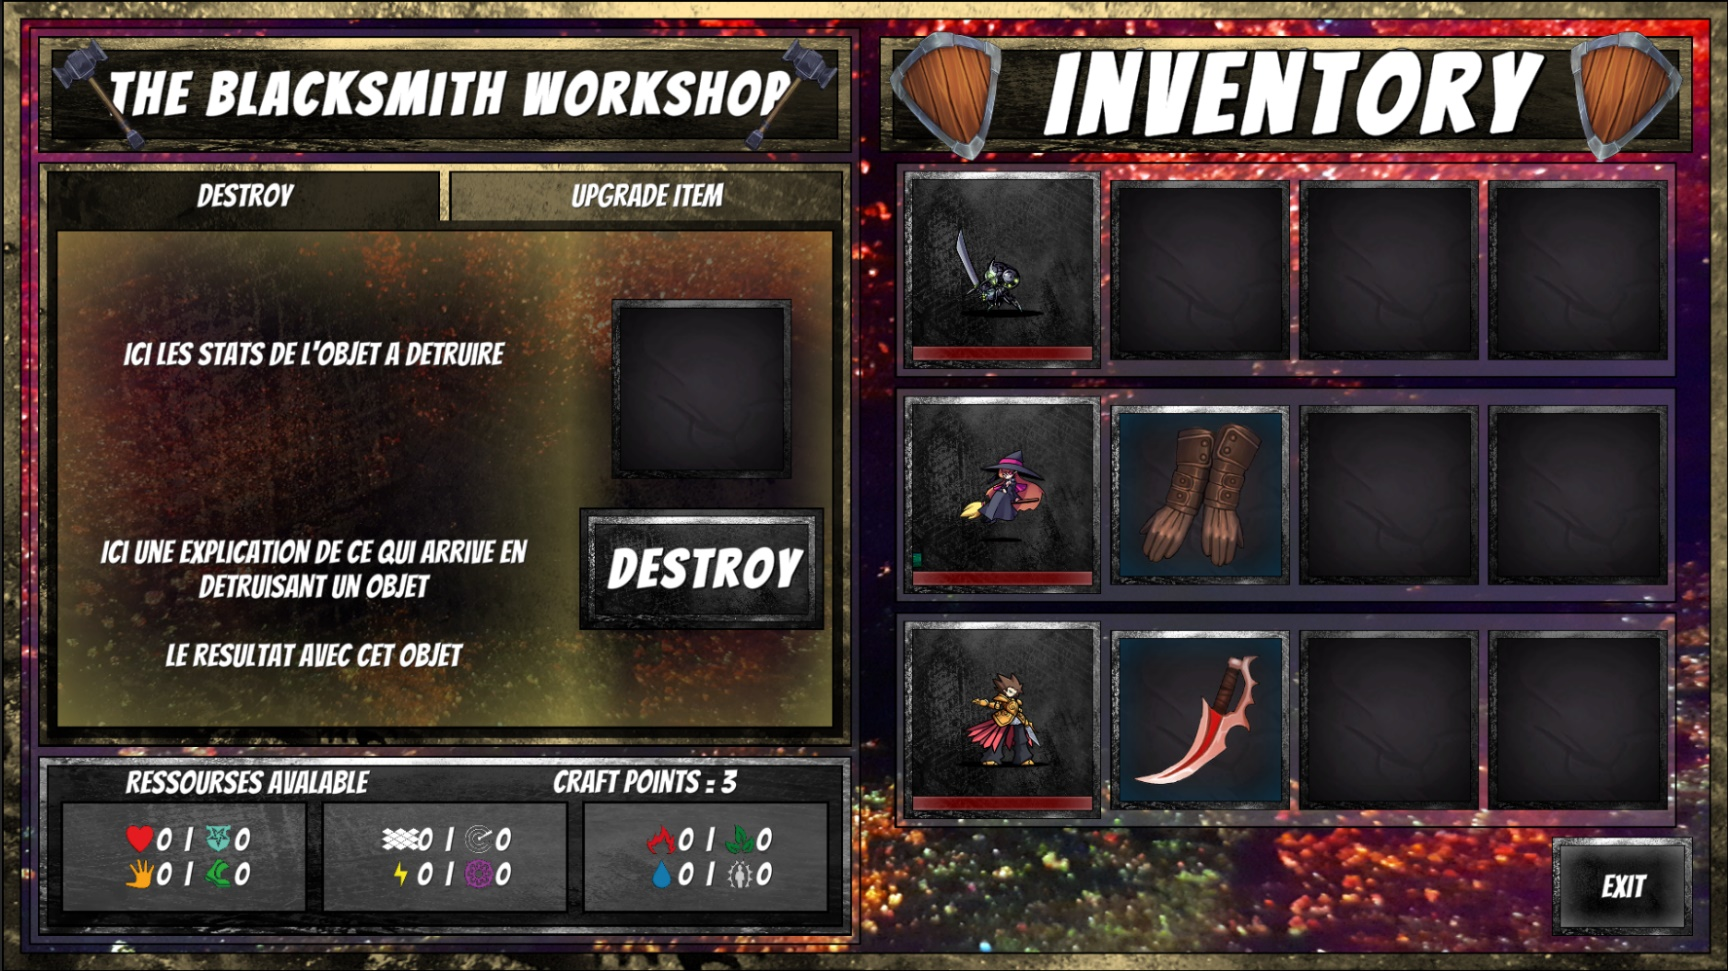 THE BLACKSMITH WORKSHOP
INVENTORY
DESTROY
UPGRADE ITEM
ICI LES STATS DE L'OBJET A DETRUIRE
ICI UNE EXPLICATION DE CE QUI ARRIVE EN
DETRUISANT UN OBJET
DESTROY
LE RESULTAT AVEC CET OBJET
RESSOURSES AVALABLE
CRAFT POINTS = 3
0 | 0
0 | 0
0 | 0
0 | 0
0 | 0
0 | 0
EXIT